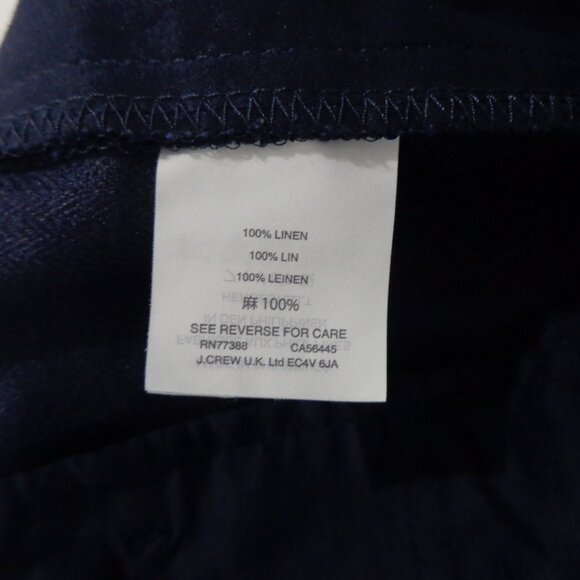 100% LINEN
100% LIN
100% LEINEN
麻 100%
SEE REVERSE FOR CARE
RN77388 CA56445
J.CREW U.K. Ltd EC4V 6JA